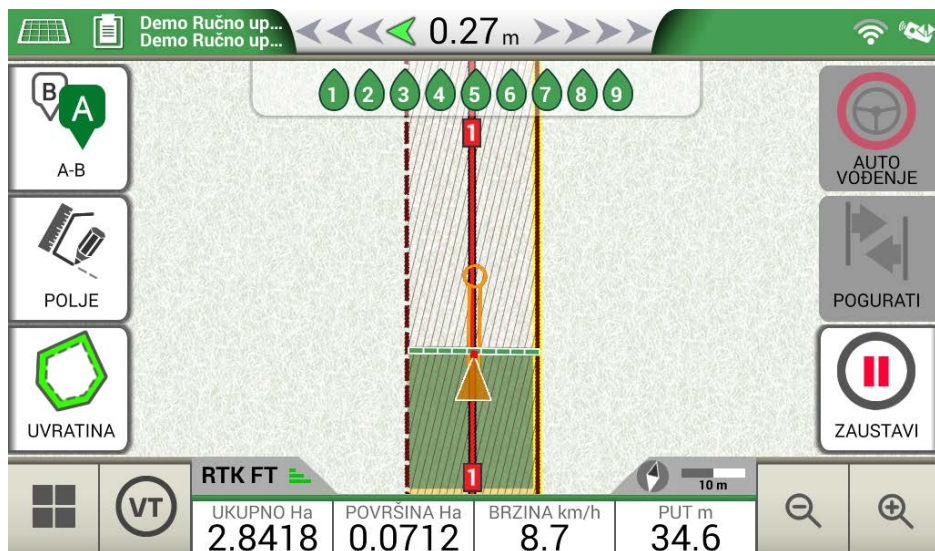 Demo Ručno up...
Demo Ručno up...
0.27 m
1 2 3 4 5 6 7 8 9
B
A
A-B
1
AUTO
VOĐENJE
POLJE
POGURATI
UVRATINA
ZAUSTAVI
1
RTK FT
10 m
VT
UKUPNO Ha
2.8418
POVRŠINA Ha
0.0712
BRZINA km/h
8.7
PUT m
34.6